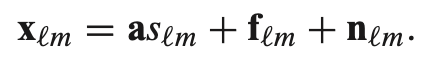 𝐱ℓ𝑚 = 𝐚𝑠ℓ𝑚 + 𝐟ℓ𝑚 + 𝐧ℓ𝑚.